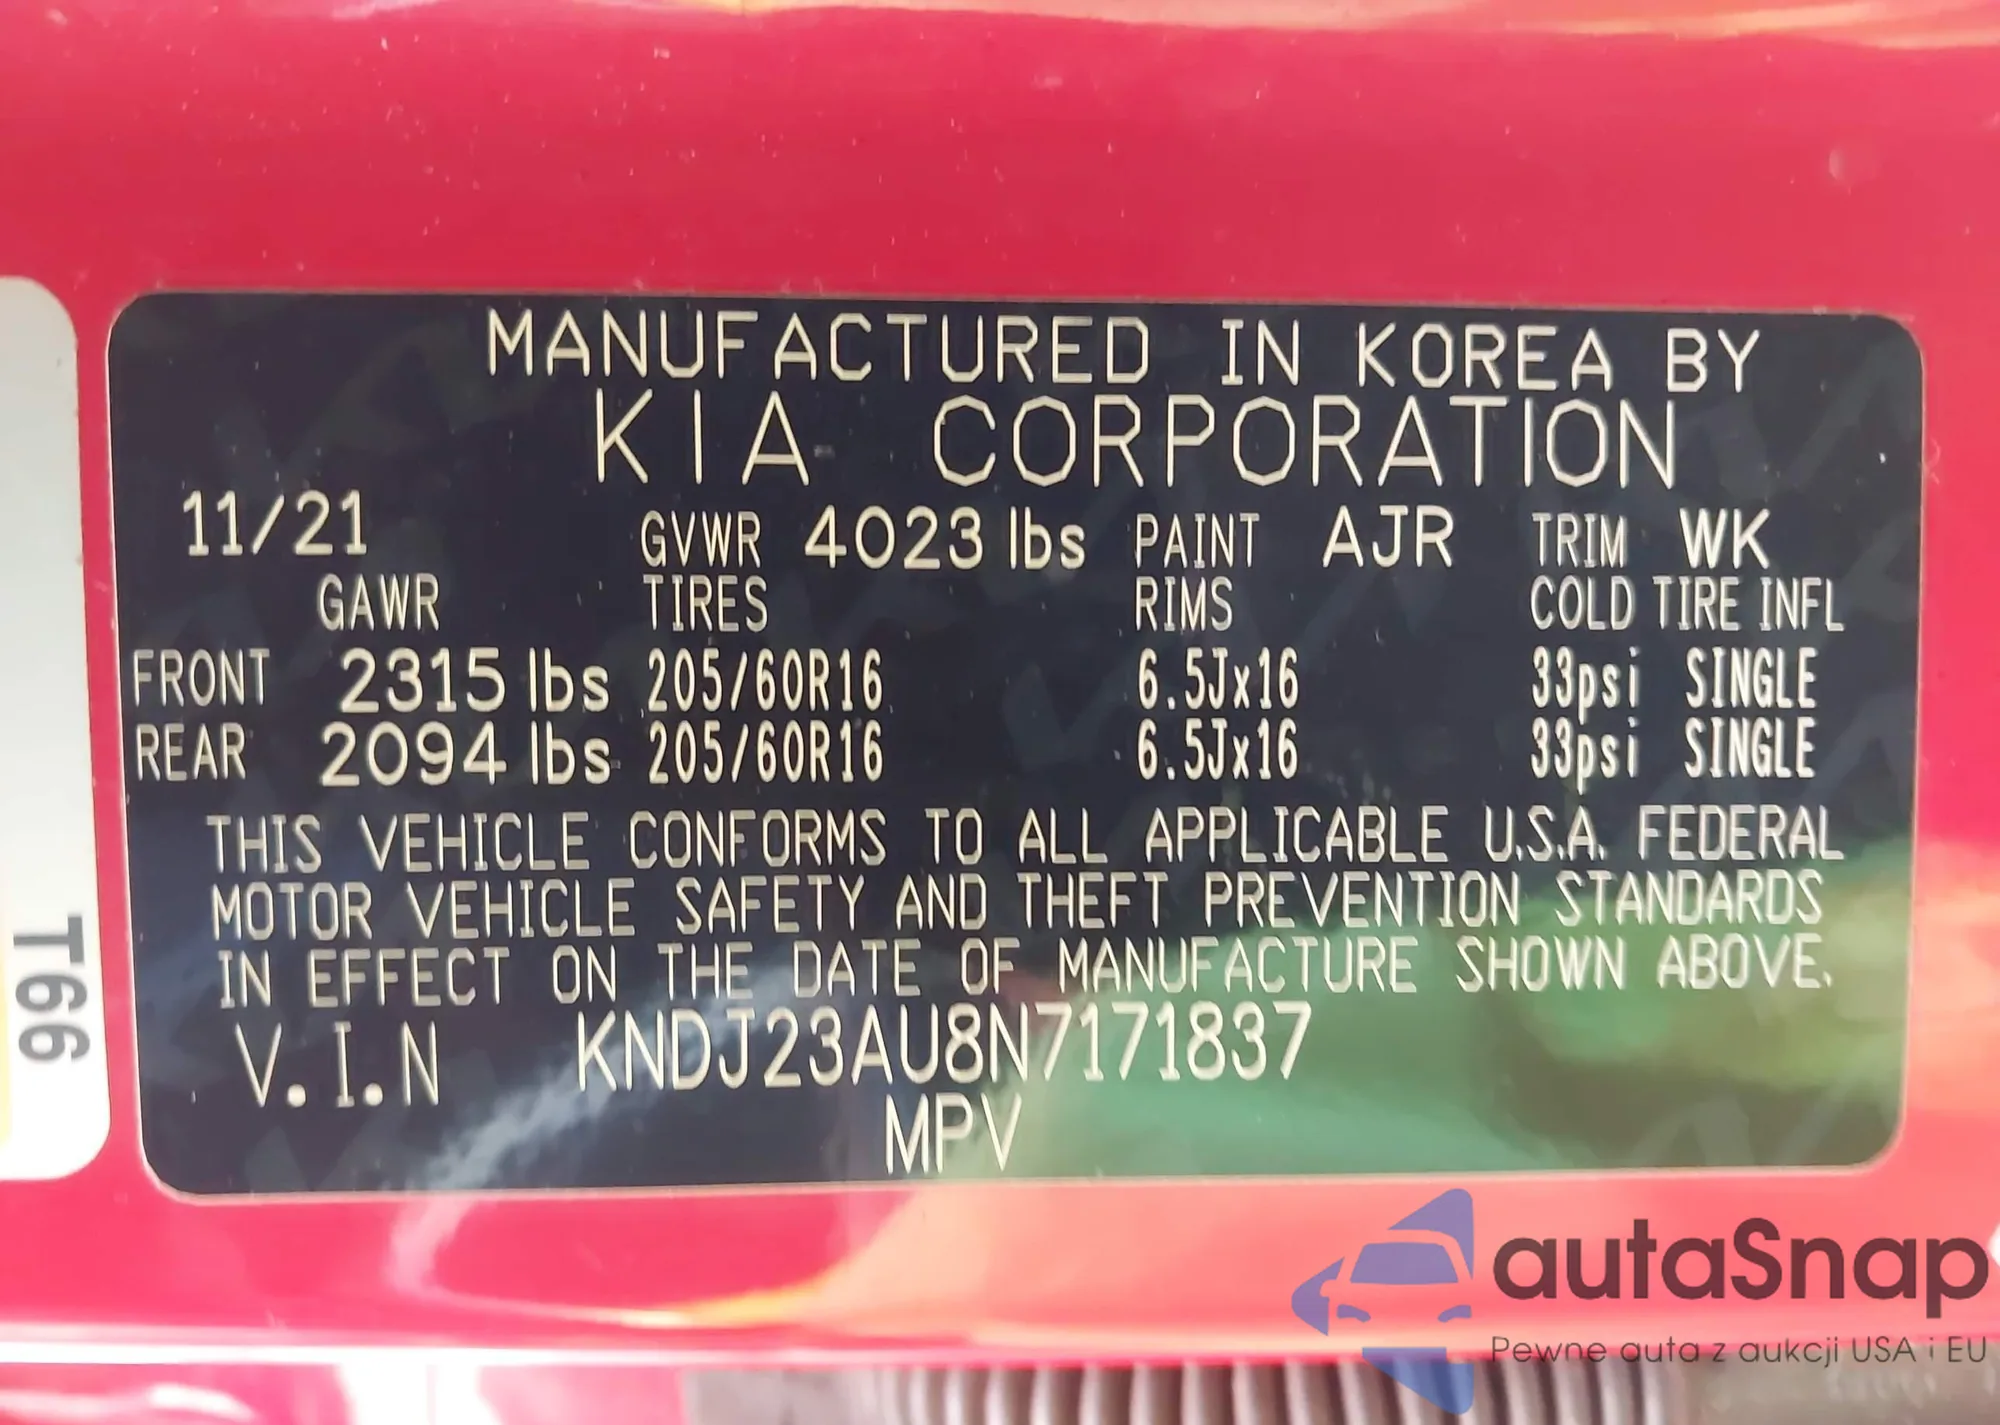 MANUFACTURED IN KOREA BY
KIA CORPORATION
11/21 GVWR 4023 lbs PAINT AJR TRIM WK
GAWR TIRES RIMS COLD TIRE INFL
FRONT 2315 lbs 205/60R16 6.5Jx16 33psi SINGLE
REAR 2094 lbs 205/60R16 6.5Jx16 33psi SINGLE
THIS VEHICLE CONFORMS TO ALL APPLICABLE U.S.A. FEDERAL
MOTOR VEHICLE SAFETY AND THEFT PREVENTION STANDARDS
IN EFFECT ON THE DATE OF MANUFACTURE SHOWN ABOVE.
V.I.N KNDJ23AU8N7171837
MPV
T66
autaSnap
Pewne auta z aukcji USA i EU